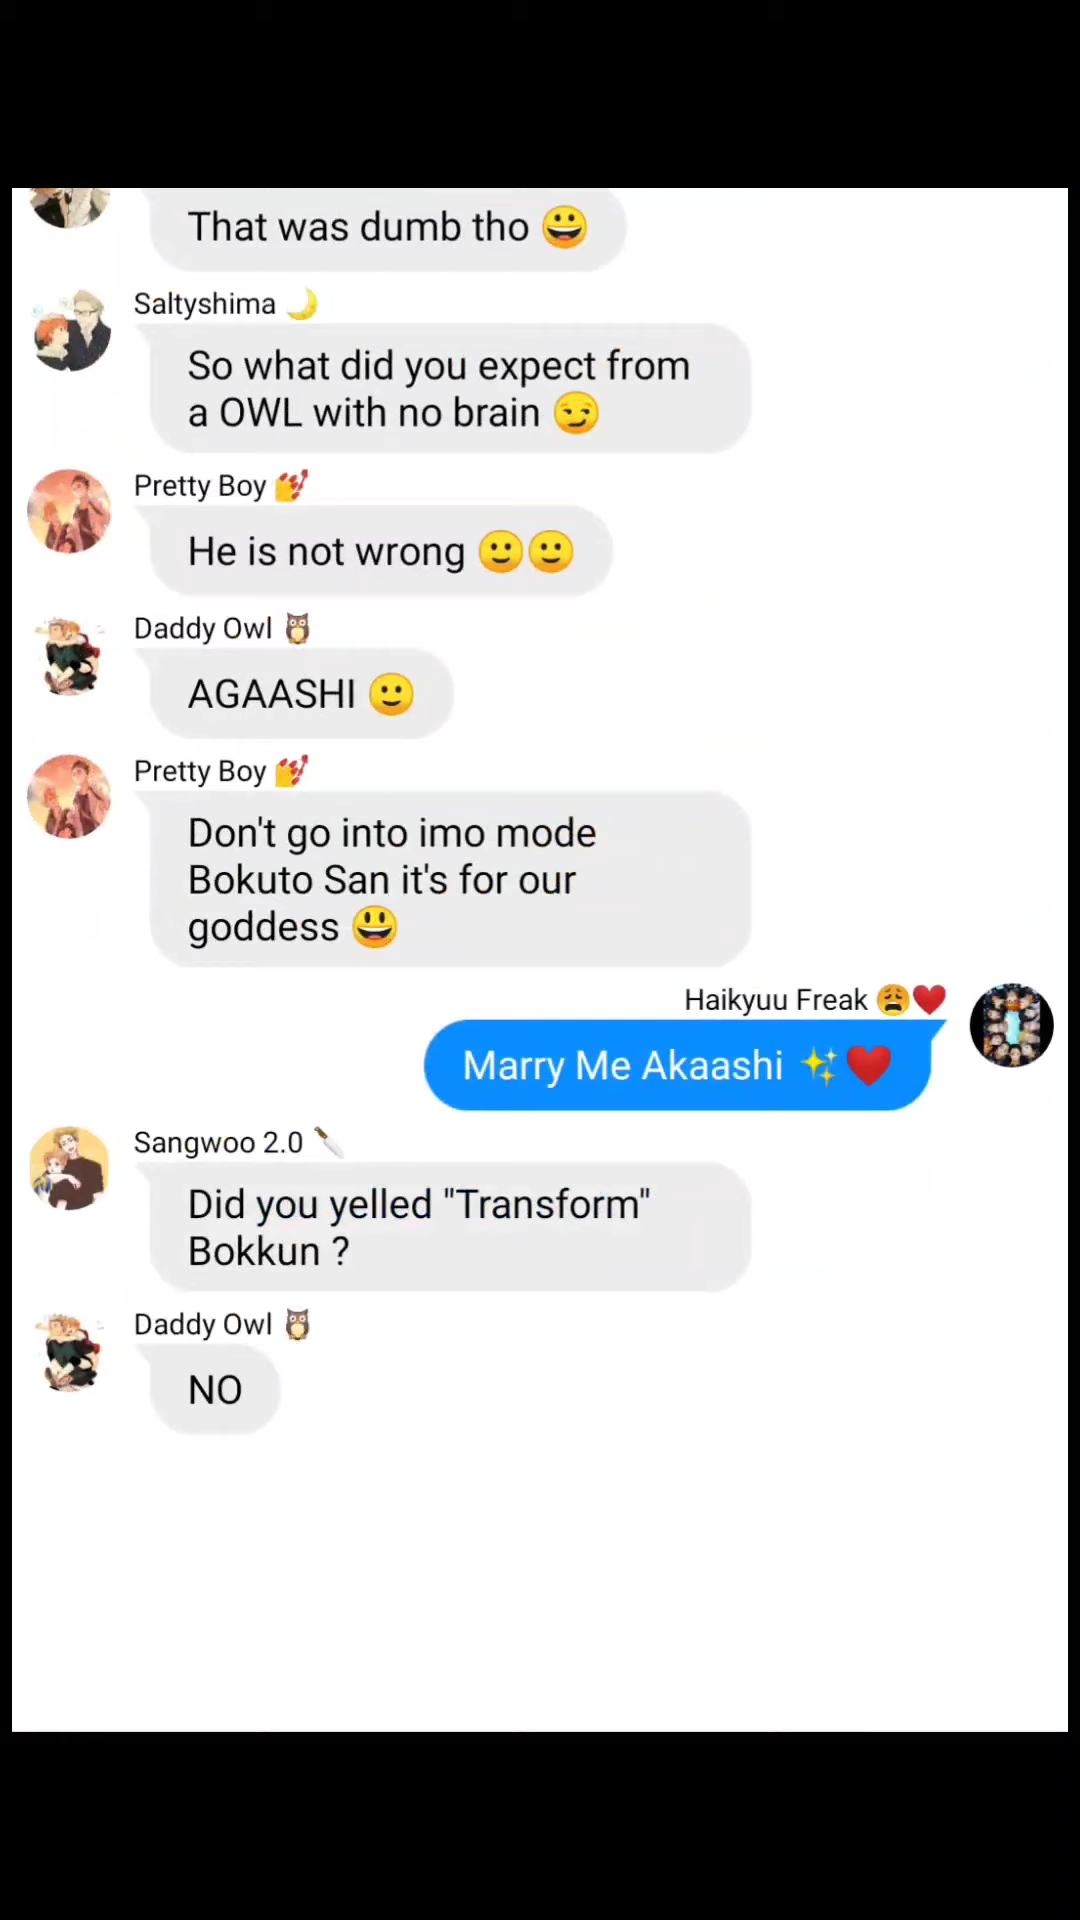 That was dumb tho 😀
Saltyshima 🌙
So what did you expect from
a OWL with no brain 😏
Pretty Boy 💅
He is not wrong 🙂🙂
Daddy Owl 🦉
AGAASHI 🙂
Pretty Boy 💅
Don't go into imo mode
Bokuto San it's for our
goddess 😃
Haikyuu Freak 😩❤️
Marry Me Akaashi ✨❤️
Sangwoo 2.0 🔪
Did you yelled "Transform"
Bokkun ?
Daddy Owl 🦉
NO